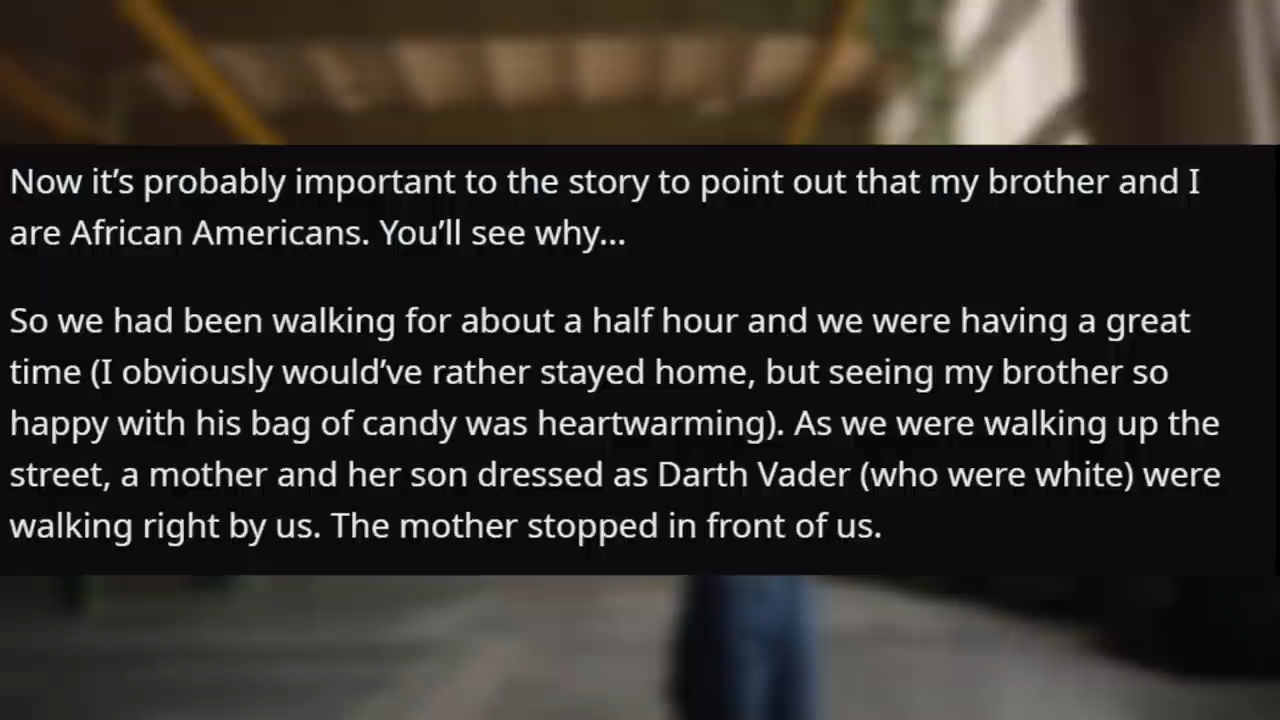 Now it’s probably important to the story to point out that my brother and I
are African Americans. You’ll see why...
So we had been walking for about a half hour and we were having a great
time (I obviously would’ve rather stayed home, but seeing my brother so
happy with his bag of candy was heartwarming). As we were walking up the
street, a mother and her son dressed as Darth Vader (who were white) were
walking right by us. The mother stopped in front of us.